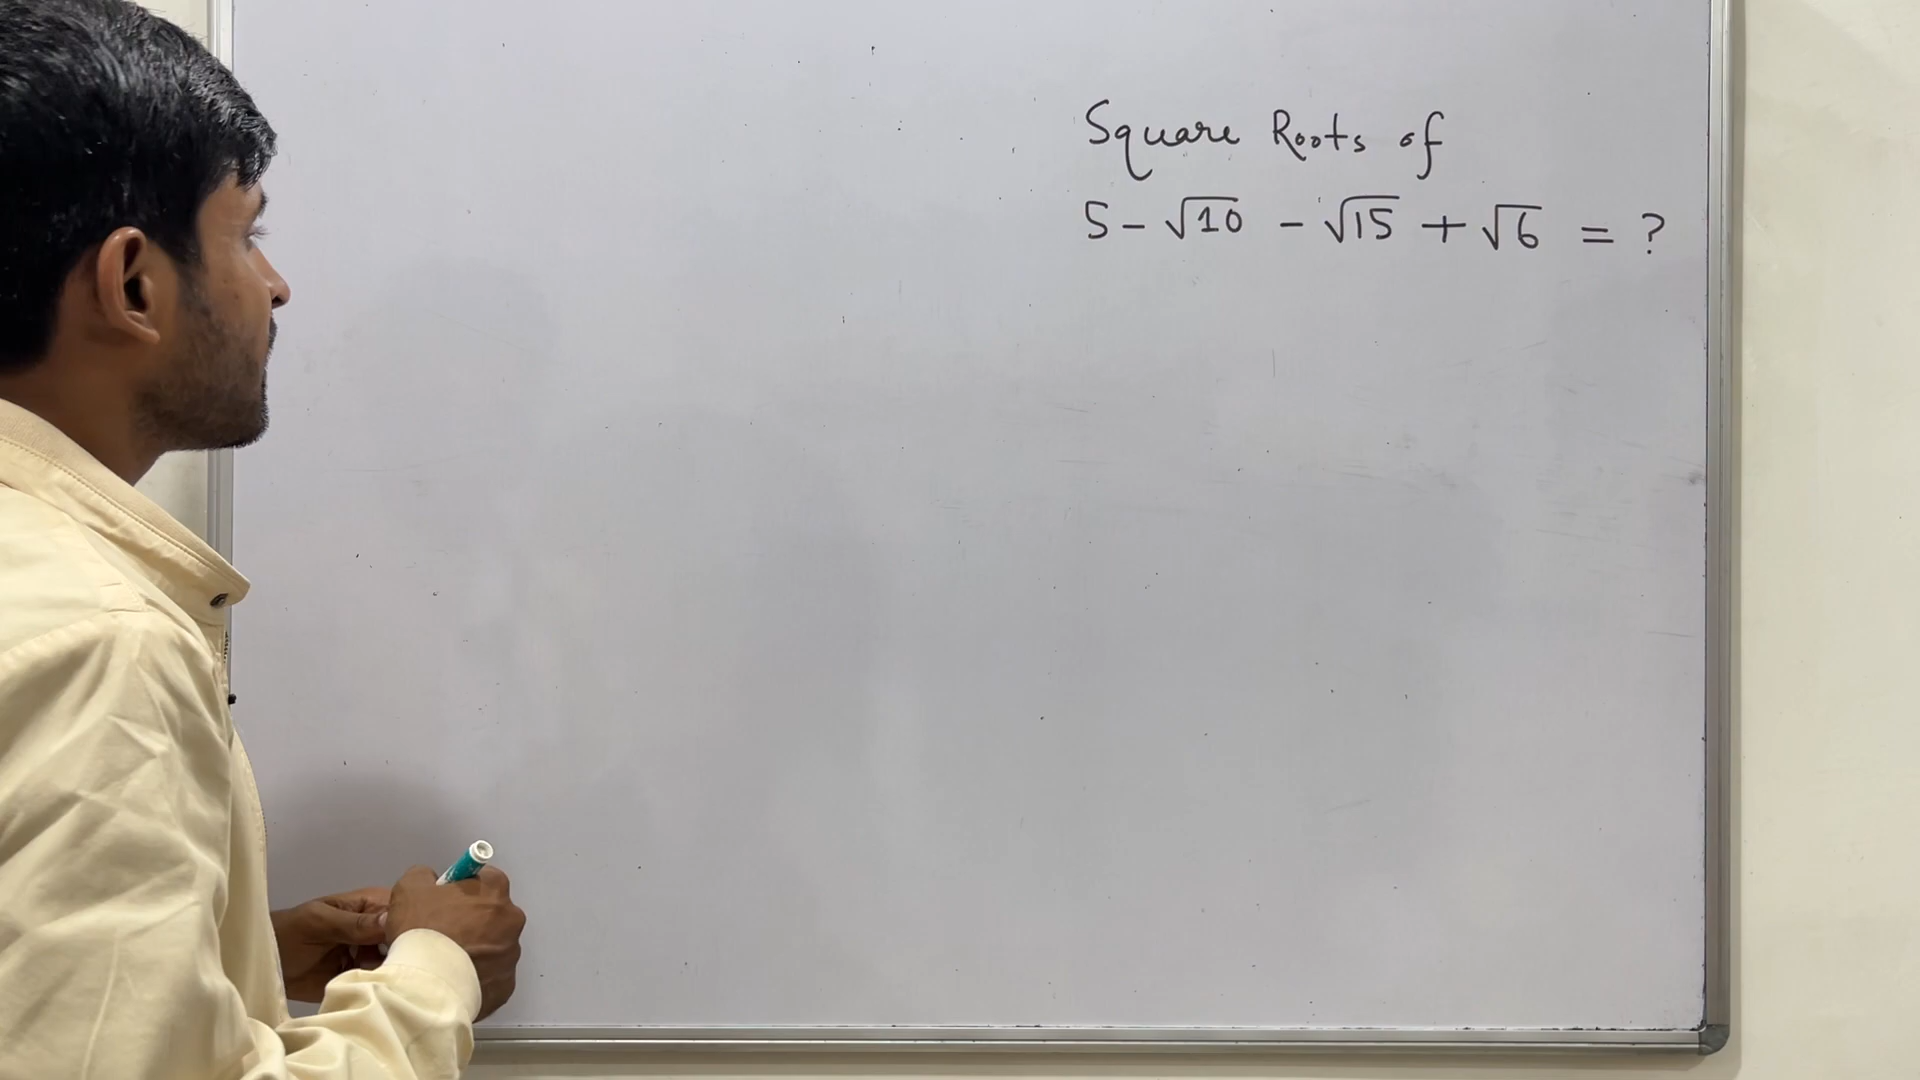 Square Roots of
5 - √10 - √15 + √6 = ?